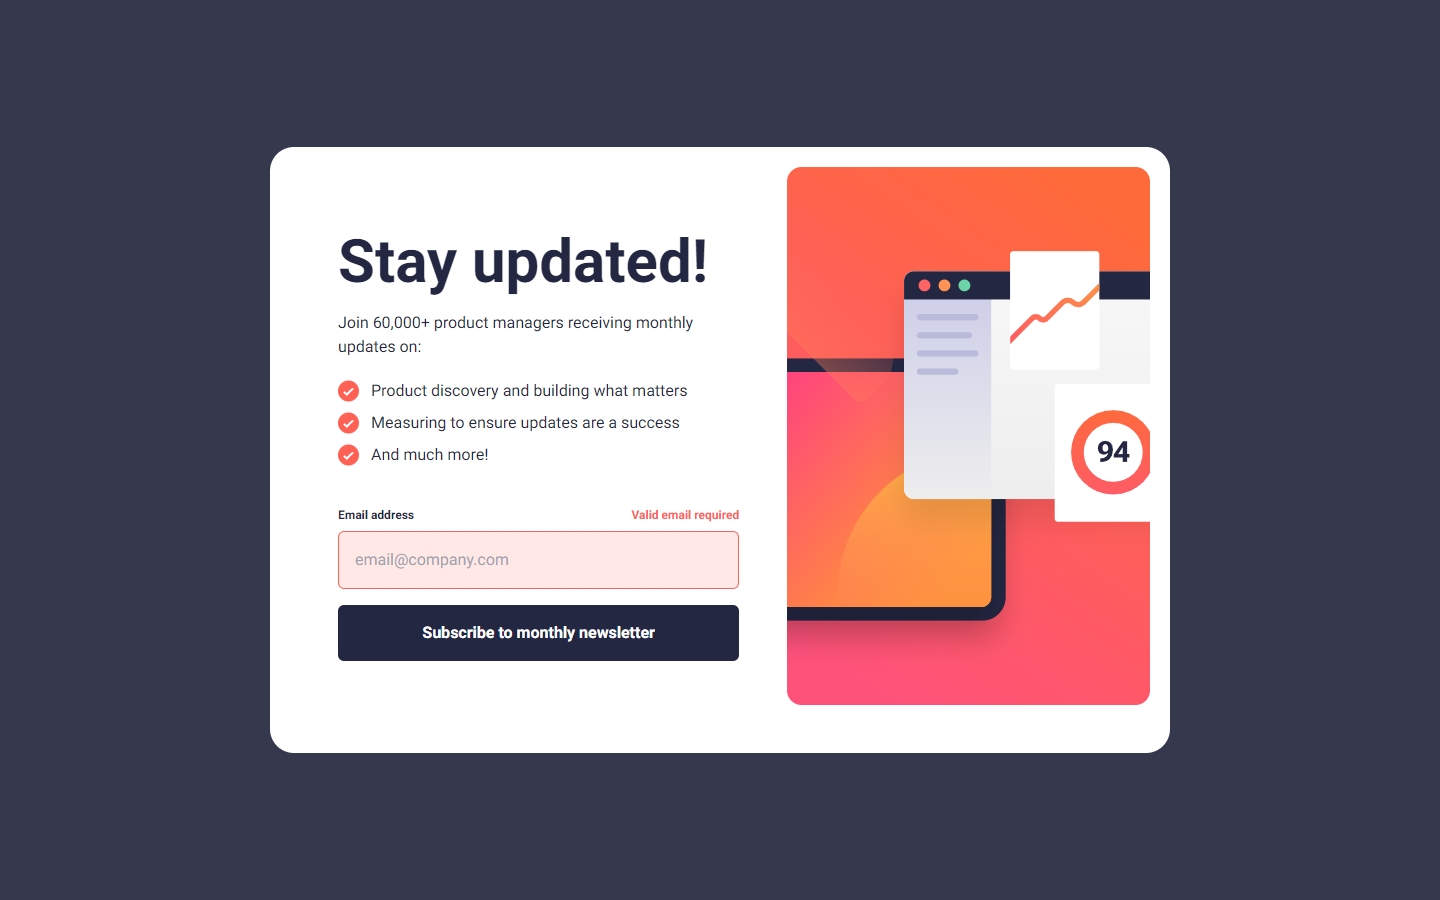 Stay updated!
Join 60,000+ product managers receiving monthly
updates on:
Product discovery and building what matters
Measuring to ensure updates are a success
And much more!
Email address
Valid email required
email@company.com
Subscribe to monthly newsletter
94